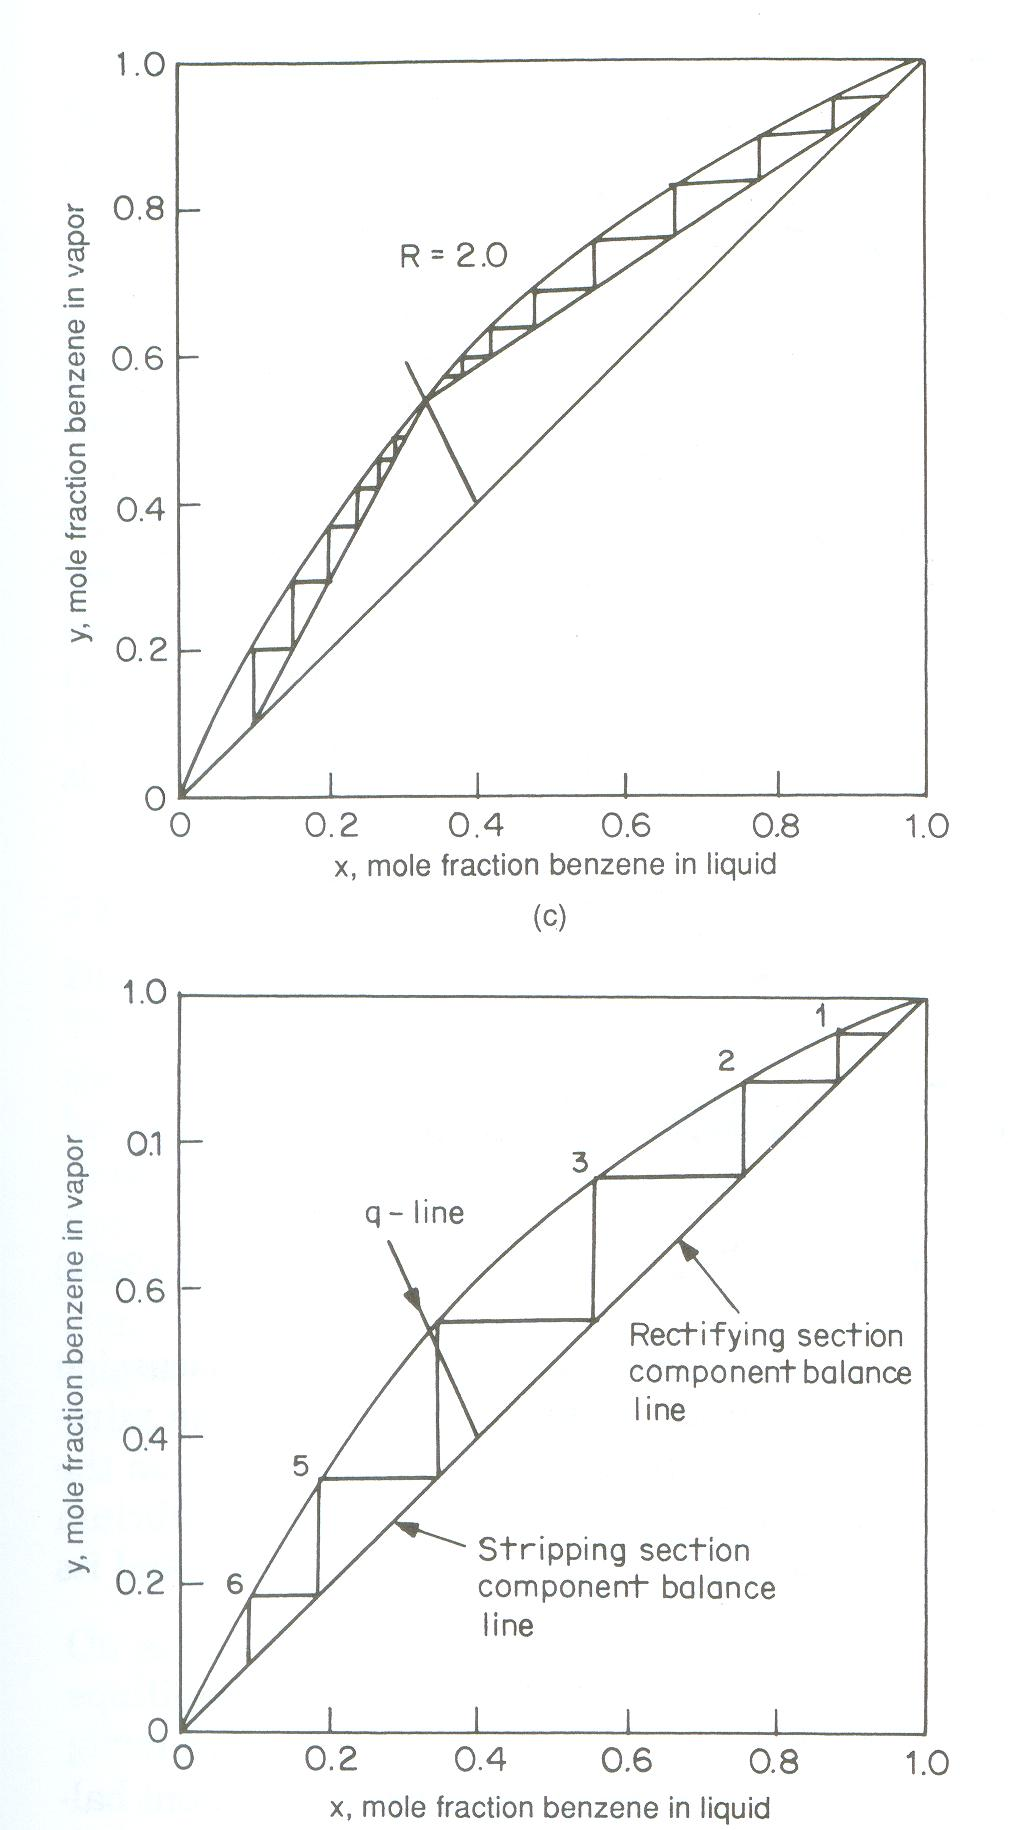 1.0
0.8
0.6
0.4
0.2
0
y, mole fraction benzene in vapor
R = 2.0
0 0.2 0.4 0.6 0.8 1.0
x, mole fraction benzene in liquid
(c)
1.0
0.1
0.6
0.4
0.2
0
y, mole fraction benzene in vapor
1
2
3
q - line
5
6
Rectifying section
component balance
line
Stripping section
component balance
line
0 0.2 0.4 0.6 0.8 1.0
x, mole fraction benzene in liquid